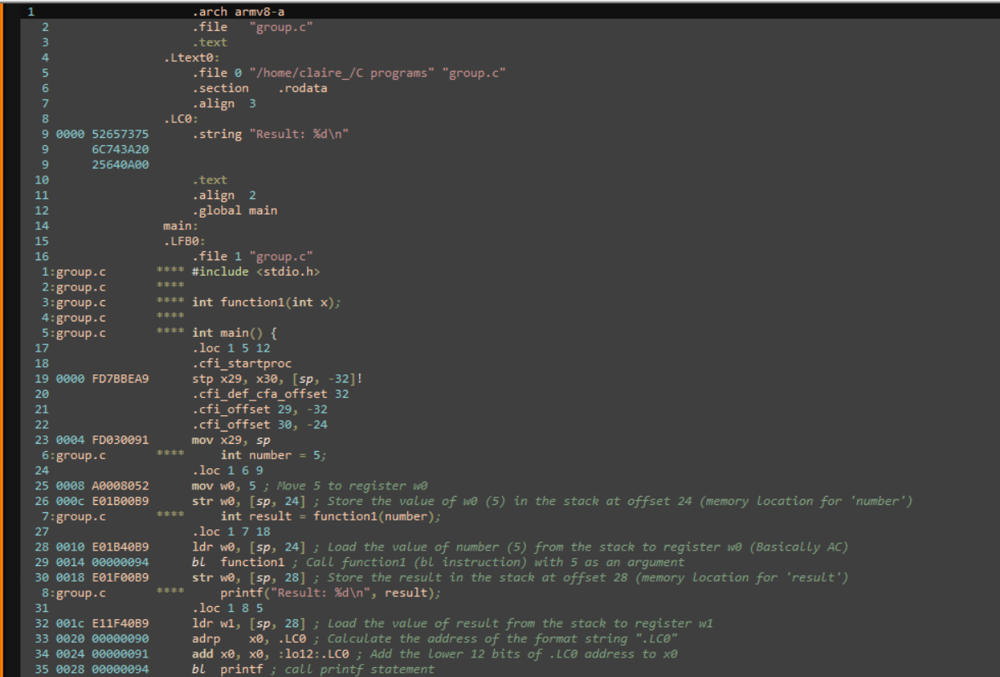 1 .arch armv8-a
2 .file "group.c"
3 .text
4 .Ltext0:
5 .file 0 "/home/claire_/C programs" "group.c"
6 .section .rodata
7 .align 3
8 .LC0:
9 0000 52657375 .string "Result: %d\n"
9 6C743A20
9 25640A00
10 .text
11 .align 2
12 .global main
14 main:
15 .LFB0:
16 .file 1 "group.c"
1:group.c **** #include <stdio.h>
2:group.c ****
3:group.c **** int function1(int x);
4:group.c ****
5:group.c **** int main() {
17 .loc 1 5 12
18 .cfi_startproc
19 0000 FD7BBEA9 stp x29, x30, [sp, -32]!
20 .cfi_def_cfa_offset 32
21 .cfi_offset 29, -32
22 .cfi_offset 30, -24
23 0004 FD030091 mov x29, sp
6:group.c **** int number = 5;
24 .loc 1 6 9
25 0008 A0008052 mov w0, 5 ; Move 5 to register w0
26 000c E01B00B9 str w0, [sp, 24] ; Store the value of w0 (5) in the stack at offset 24 (memory location for 'number')
7:group.c **** int result = function1(number);
27 .loc 1 7 18
28 0010 E01B40B9 ldr w0, [sp, 24] ; Load the value of number (5) from the stack to register w0 (Basically AC)
29 0014 00000094 bl function1 ; Call function1 (bl instruction) with 5 as an argument
30 0018 E01F00B9 str w0, [sp, 28] ; Store the result in the stack at offset 28 (memory location for 'result')
8:group.c **** printf("Result: %d\n", result);
31 .loc 1 8 5
32 001c E11F40B9 ldr w1, [sp, 28] ; Load the value of result from the stack to register w1
33 0020 00000090 adrp x0, .LC0 ; Calculate the address of the format string ".LC0"
34 0024 00000091 add x0, x0, :lo12:.LC0 ; Add the lower 12 bits of .LC0 address to x0
35 0028 00000094 bl printf ; call printf statement